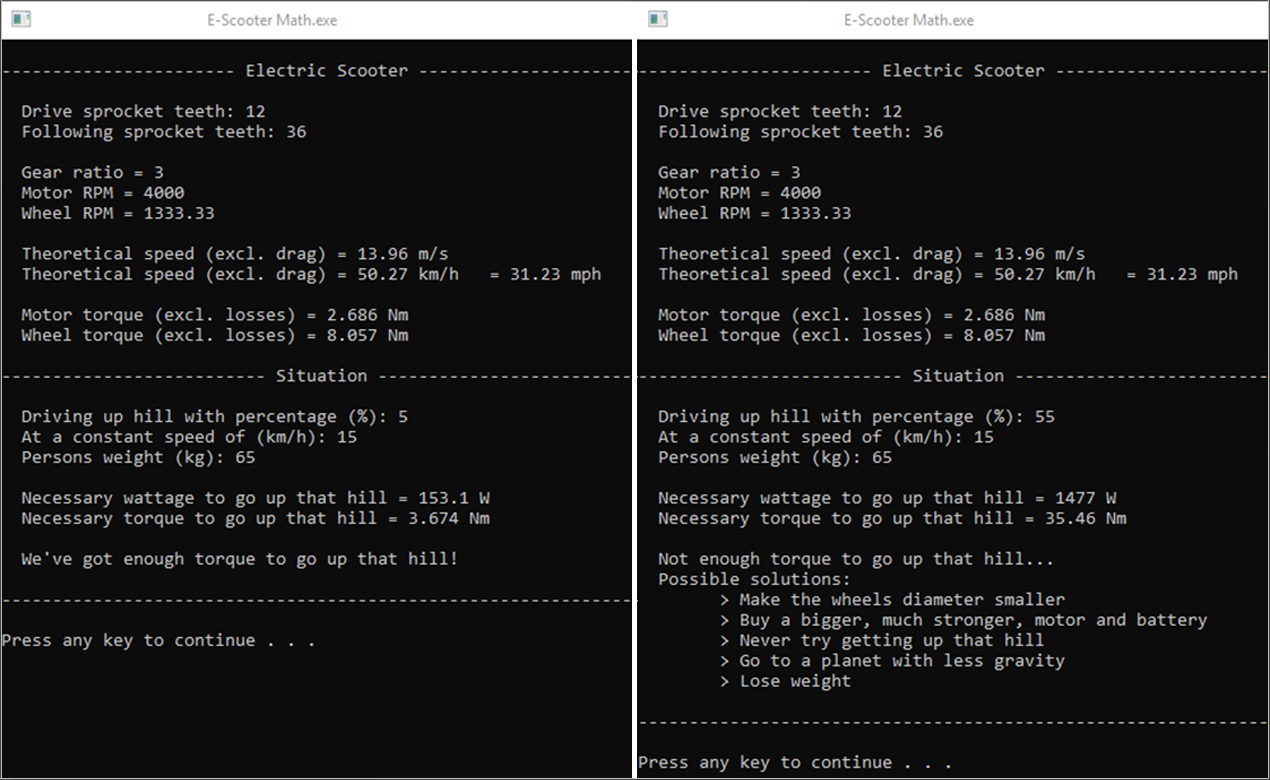 E-Scooter Math.exe
---------------------- Electric Scooter ---------------------
Drive sprocket teeth: 12
Following sprocket teeth: 36
Gear ratio = 3
Motor RPM = 4000
Wheel RPM = 1333.33
Theoretical speed (excl. drag) = 13.96 m/s
Theoretical speed (excl. drag) = 50.27 km/h   = 31.23 mph
Motor torque (excl. losses) = 2.686 Nm
Wheel torque (excl. losses) = 8.057 Nm
-------------------------- Situation -------------------------
Driving up hill with percentage (%): 5
At a constant speed of (km/h): 15
Persons weight (kg): 65
Necessary wattage to go up that hill = 153.1 W
Necessary torque to go up that hill = 3.674 Nm
We've got enough torque to go up that hill!
--------------------------------------------------------------
Press any key to continue . . .
E-Scooter Math.exe
----------------------- Electric Scooter ---------------------
Drive sprocket teeth: 12
Following sprocket teeth: 36
Gear ratio = 3
Motor RPM = 4000
Wheel RPM = 1333.33
Theoretical speed (excl. drag) = 13.96 m/s
Theoretical speed (excl. drag) = 50.27 km/h   = 31.23 mph
Motor torque (excl. losses) = 2.686 Nm
Wheel torque (excl. losses) = 8.057 Nm
-------------------------- Situation -------------------------
Driving up hill with percentage (%): 55
At a constant speed of (km/h): 15
Persons weight (kg): 65
Necessary wattage to go up that hill = 1477 W
Necessary torque to go up that hill = 35.46 Nm
Not enough torque to go up that hill...
Possible solutions:
> Make the wheels diameter smaller
> Buy a bigger, much stronger, motor and battery
> Never try getting up that hill
> Go to a planet with less gravity
> Lose weight
--------------------------------------------------------------
Press any key to continue . . .